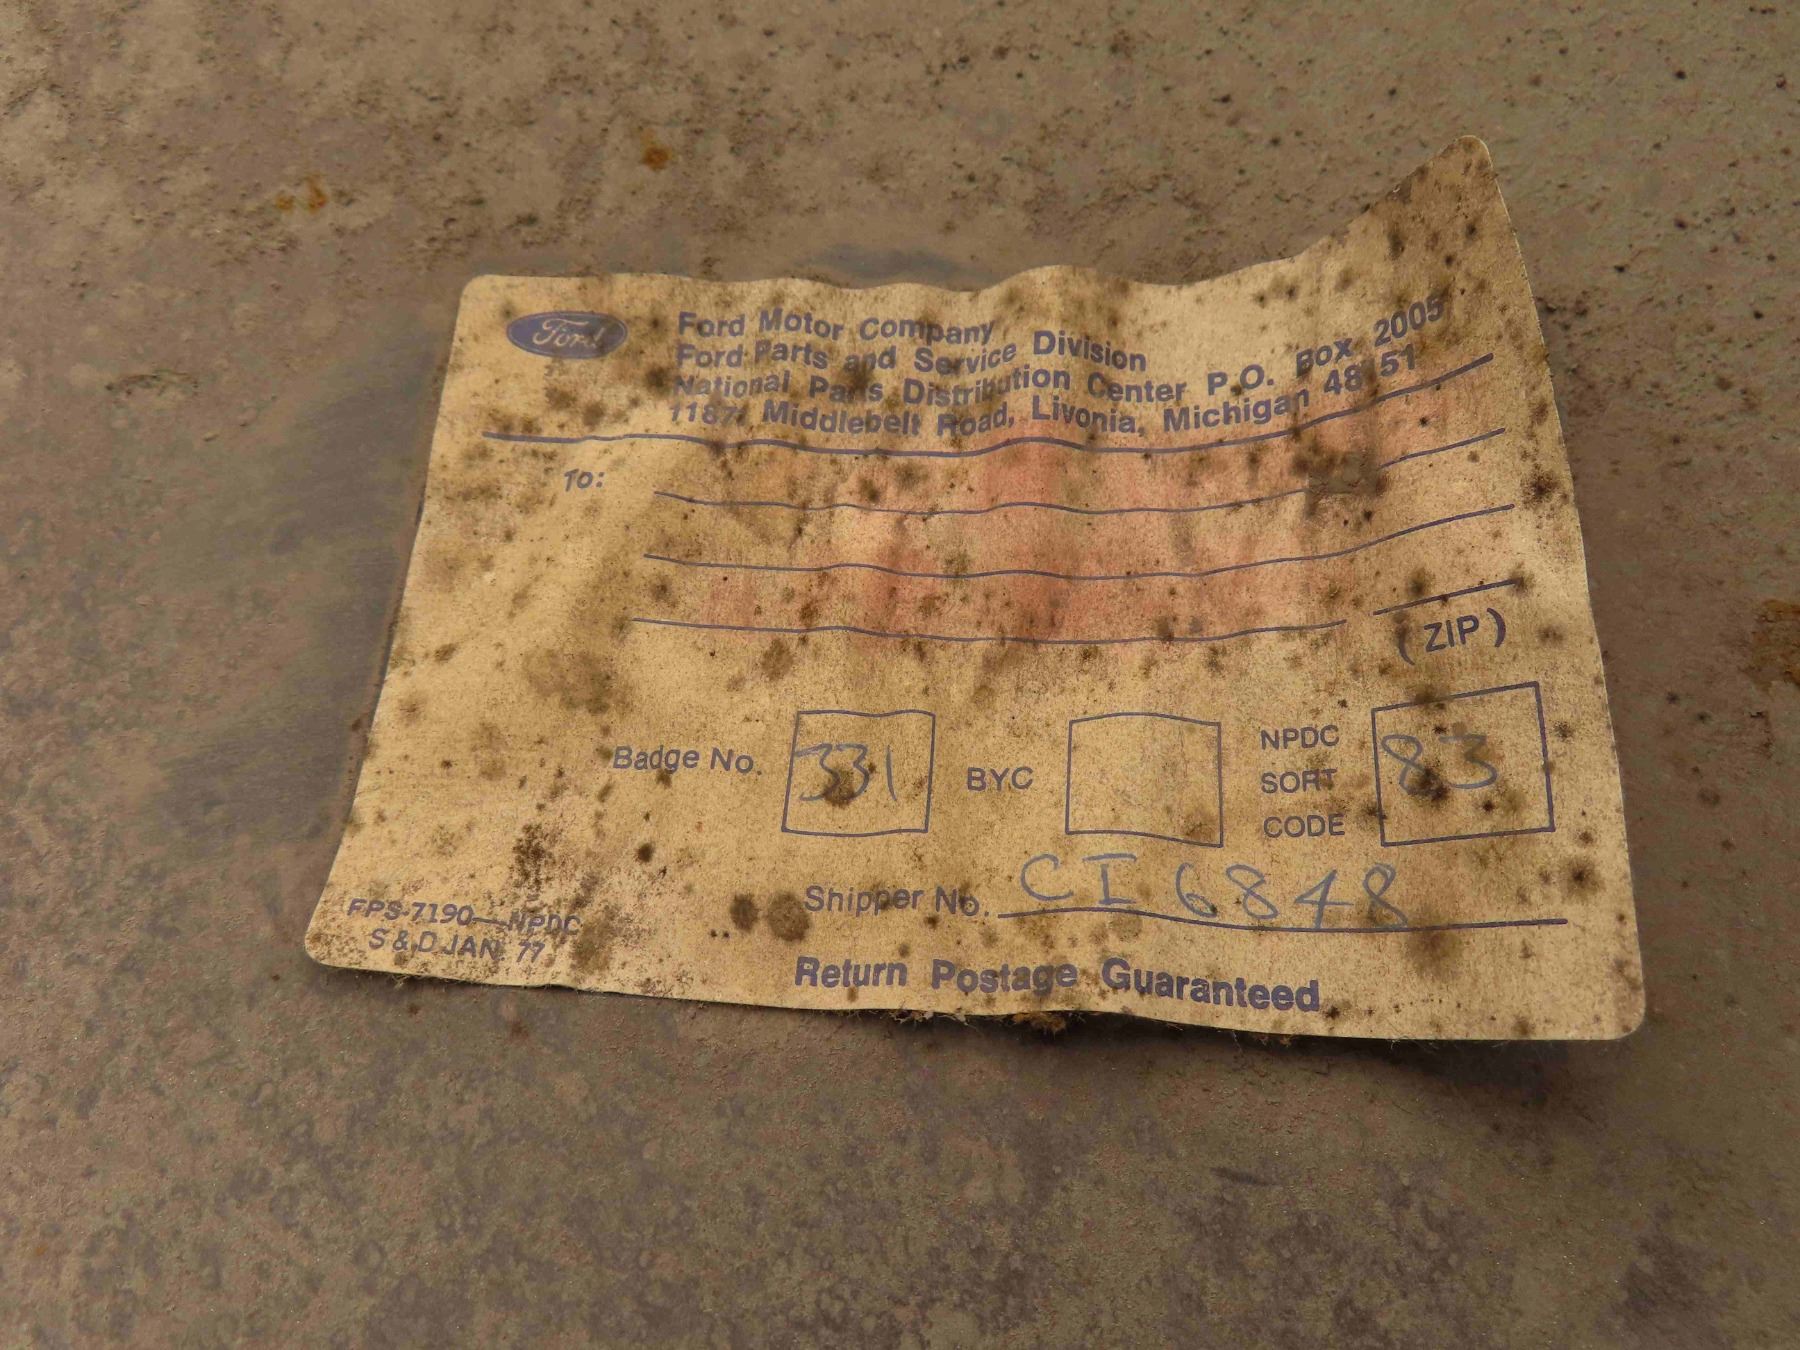 Ford
Ford Motor Company
Ford Parts and Service Division
National Parts Distribution Center P.O. Box 2005
Middlebelt Road, Livonia, Michigan
To:
(ZIP)
Badge No. 331 BYC NPDC SORT CODE 83
Shipper No. CI 6848
FPS-7190—NPDC
S & D JAN. 77
Return Postage Guaranteed